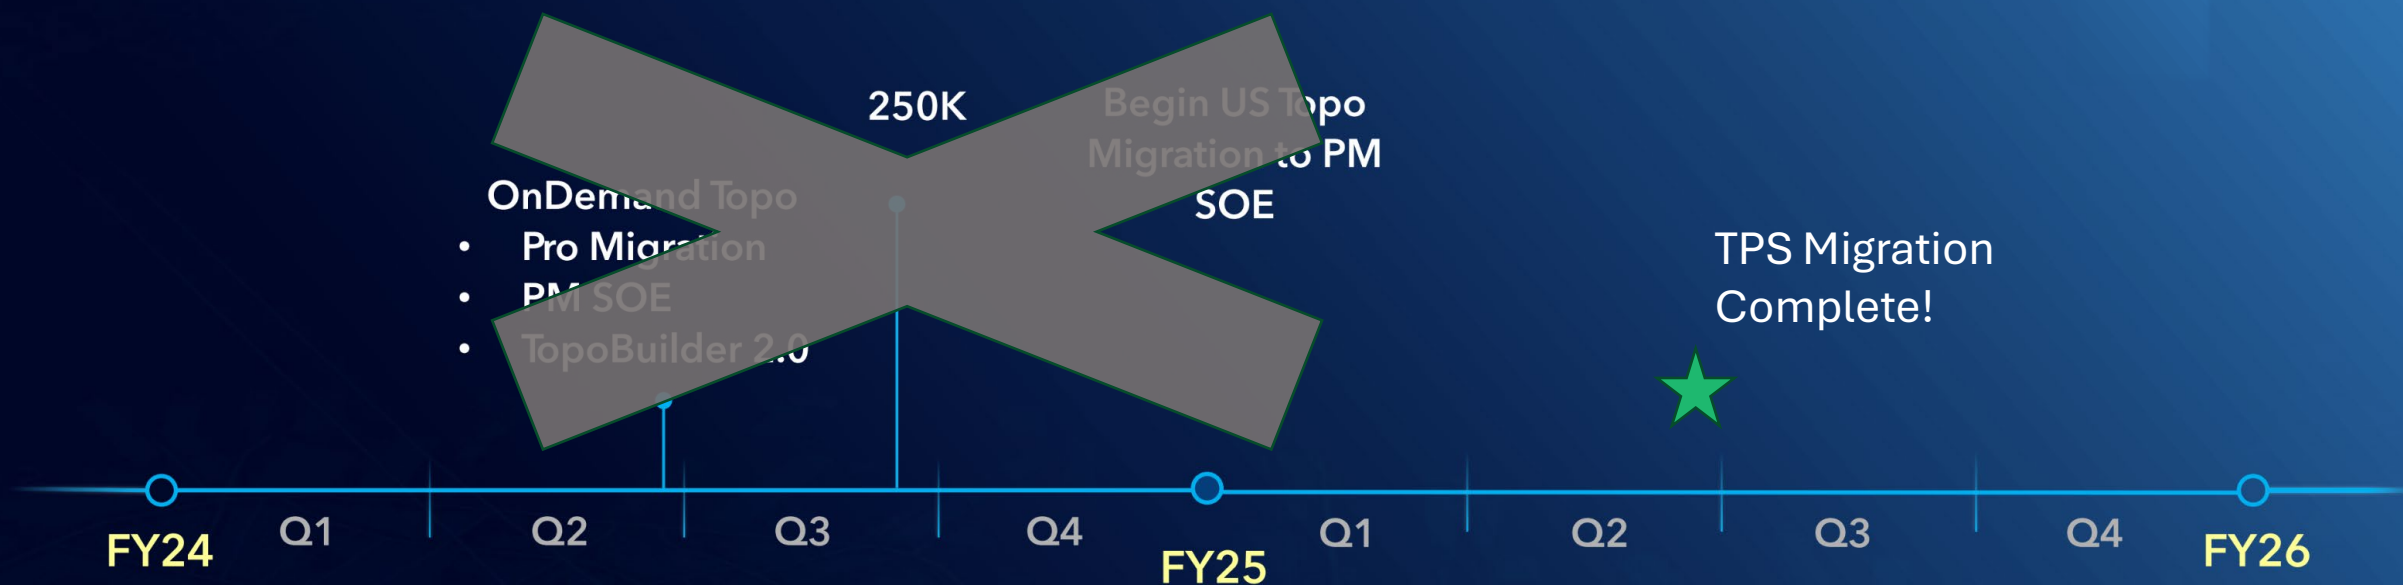 250K
Begin US Topo
Migration to PM
SOE
OnDemand Topo
• Pro Migration
• PM SOE
• TopoBuilder 2.0
TPS Migration
Complete!
Q1
Q2
Q3
Q4
Q1
Q2
Q3
Q4
FY24
FY25
FY26